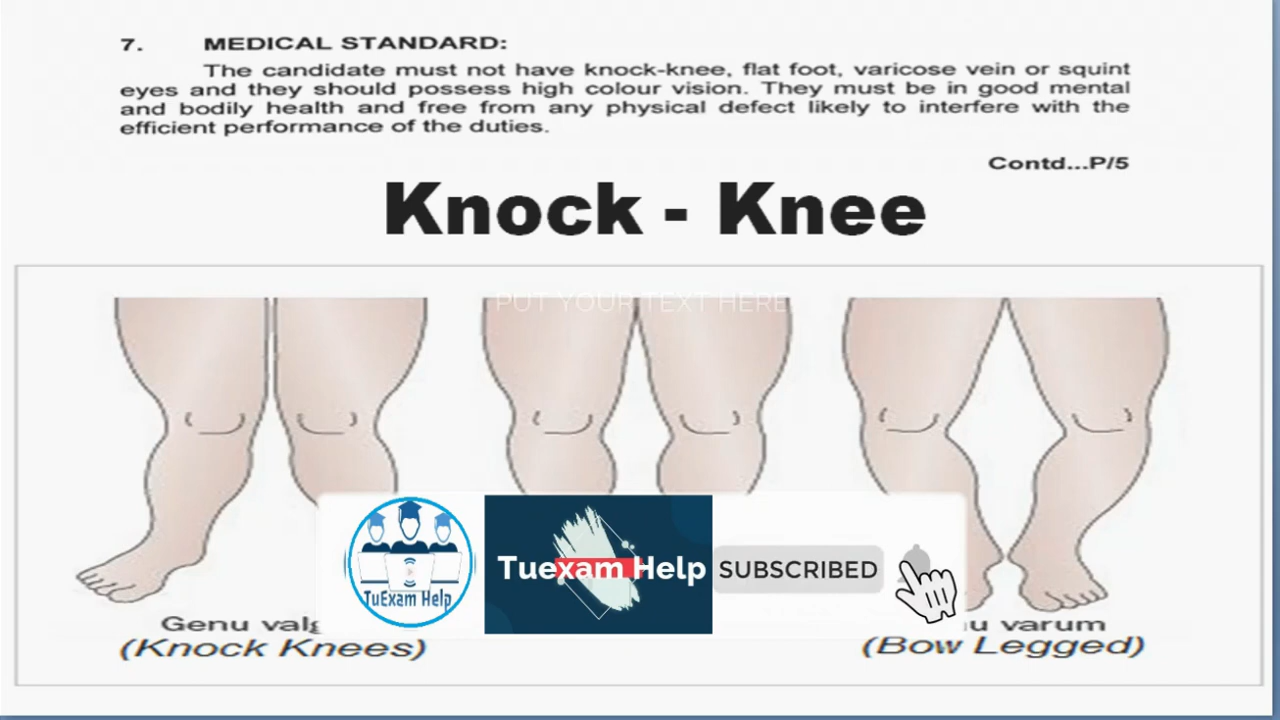 7. MEDICAL STANDARD:
The candidate must not have knock-knee, flat foot, varicose vein or squint
eyes and they should possess high colour vision. They must be in good mental
and bodily health and free from any physical defect likely to interfere with the
efficient performance of the duties.
Contd...P/5
Knock - Knee
PUT YOUR TEXT HERE
TuExam Help
Tuexam Help
SUBSCRIBED
Genu valg
varum
(Knock Knees)
(Bow Legged)